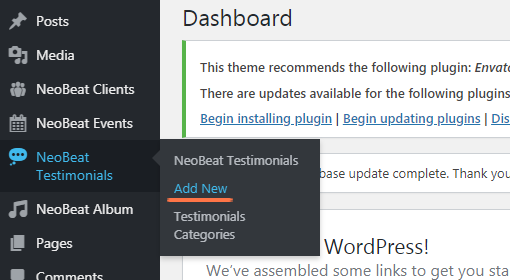 Posts
Media
NeoBeat Clients
NeoBeat Events
NeoBeat
Testimonials
NeoBeat Album
Pages
Comments
NeoBeat Testimonials
Add New
Testimonials
Categories
Dashboard
This theme recommends the following plugin: Envato
There are updates available for the following plugins
Begin installing plugin | Begin updating plugins | Dis
base update complete. Thank you
WordPress!
We've assembled some links to get you star